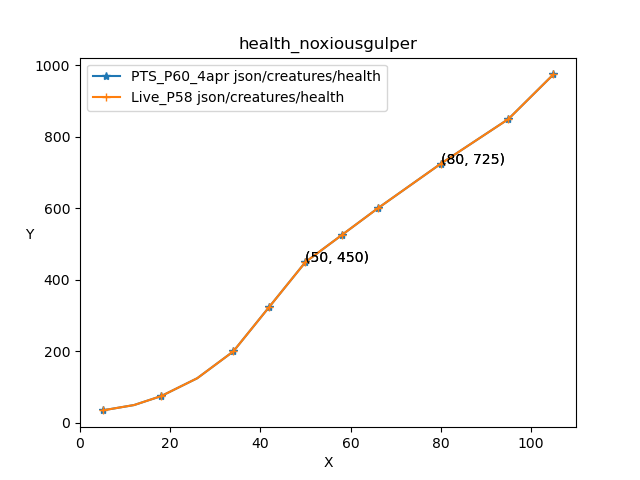 health_noxiousgulper
PTS_P60_4apr json/creatures/health
Live_P58 json/creatures/health
1000
800
600
400
200
0
Y
(80, 725)
(50, 450)
0 20 40 60 80 100
X